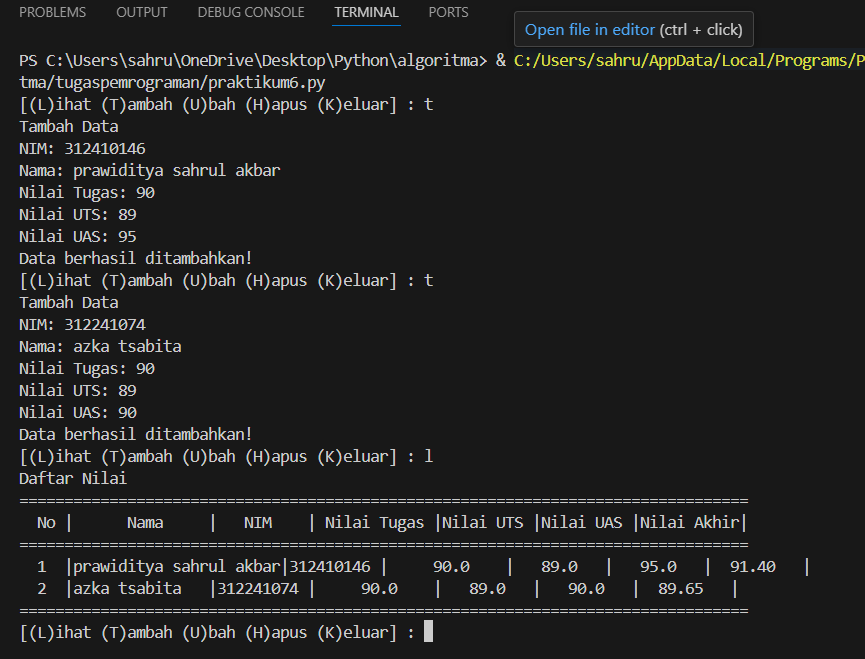 PROBLEMS OUTPUT DEBUG CONSOLE TERMINAL PORTS
Open file in editor (ctrl + click)
PS C:\Users\sahru\OneDrive\Desktop\Python\algoritma> & C:/Users/sahru/AppData/Local/Programs/P
tma/tugaspemrograman/praktikum6.py
[(L)ihat (T)ambah (U)bah (H)apus (K)eluar] : t
Tambah Data
NIM: 312410146
Nama: prawiditya sahrul akbar
Nilai Tugas: 90
Nilai UTS: 89
Nilai UAS: 95
Data berhasil ditambahkan!
[(L)ihat (T)ambah (U)bah (H)apus (K)eluar] : t
Tambah Data
NIM: 312241074
Nama: azka tsabita
Nilai Tugas: 90
Nilai UTS: 89
Nilai UAS: 90
Data berhasil ditambahkan!
[(L)ihat (T)ambah (U)bah (H)apus (K)eluar] : l
Daftar Nilai
=================================================================================
  No |      Nama     |   NIM    | Nilai Tugas |Nilai UTS |Nilai UAS |Nilai Akhir|
=================================================================================
  1  |prawiditya sahrul akbar|312410146 |     90.0    |   89.0   |   95.0   |  91.40   |
  2  |azka tsabita   |312241074 |     90.0    |   89.0   |   90.0   |  89.65   |
=================================================================================
[(L)ihat (T)ambah (U)bah (H)apus (K)eluar] :